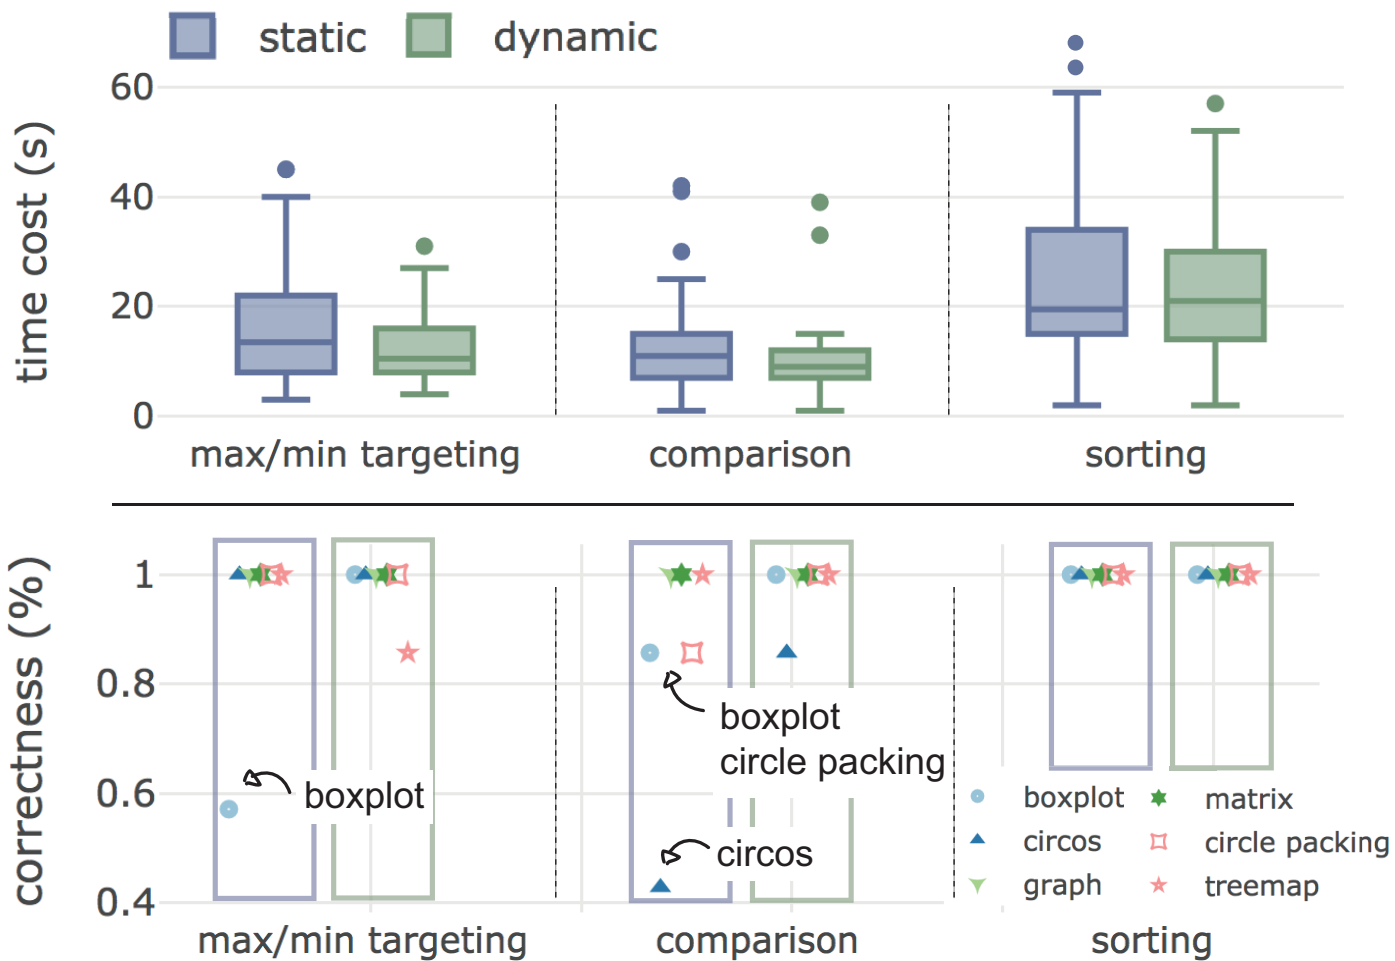 static dynamic
time cost (s)
60
40
20
0
max/min targeting comparison sorting
correctness (%)
1
0.8
0.6
0.4
boxplot
circle packing
boxplot
circos
boxplot matrix
circos circle packing
graph treemap
max/min targeting comparison sorting